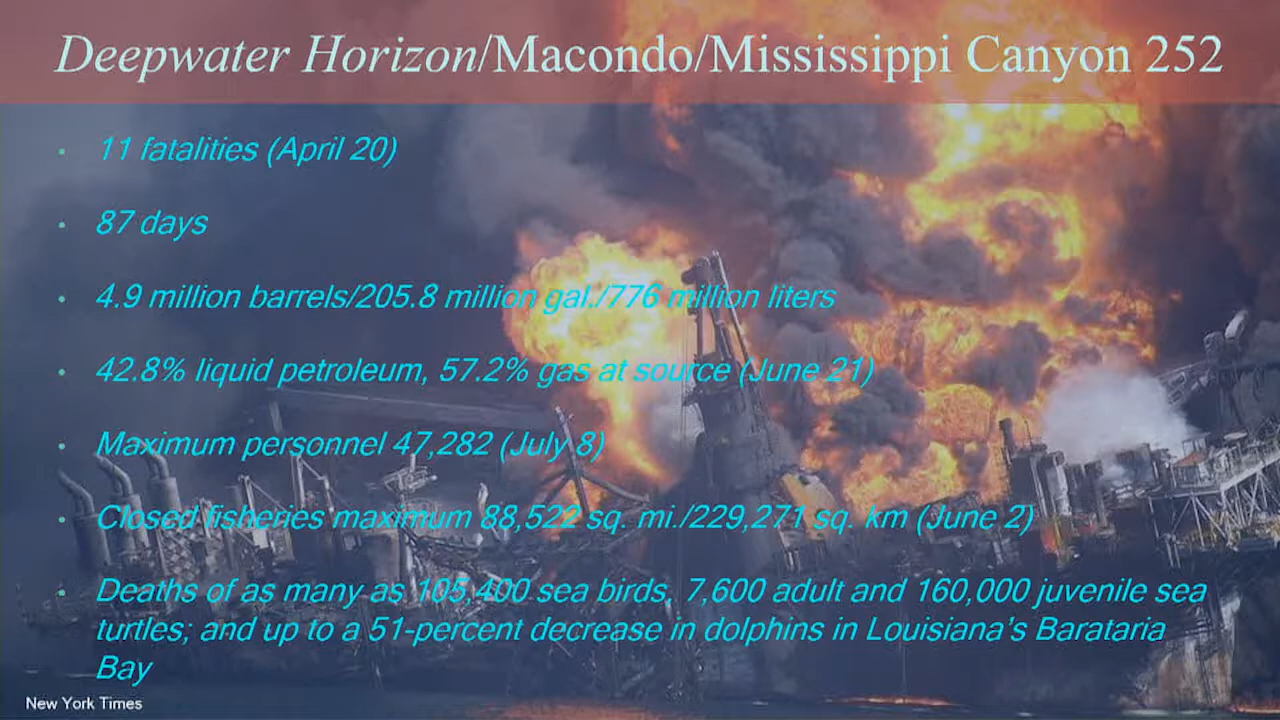 Deepwater Horizon/Macondo/Mississippi Canyon 252
• 11 fatalities (April 20)
• 87 days
• 4.9 million barrels/205.8 million gal./776 million liters
• 42.8% liquid petroleum, 57.2% gas at source (June 21)
• Maximum personnel 47,282 (July 8)
• Closed fisheries maximum 88,522 sq. mi./229,271 sq. km (June 2)
• Deaths of as many as 105,400 sea birds, 7,600 adult and 160,000 juvenile sea
turtles; and up to a 51-percent decrease in dolphins in Louisiana's Barataria
Bay
New York Times